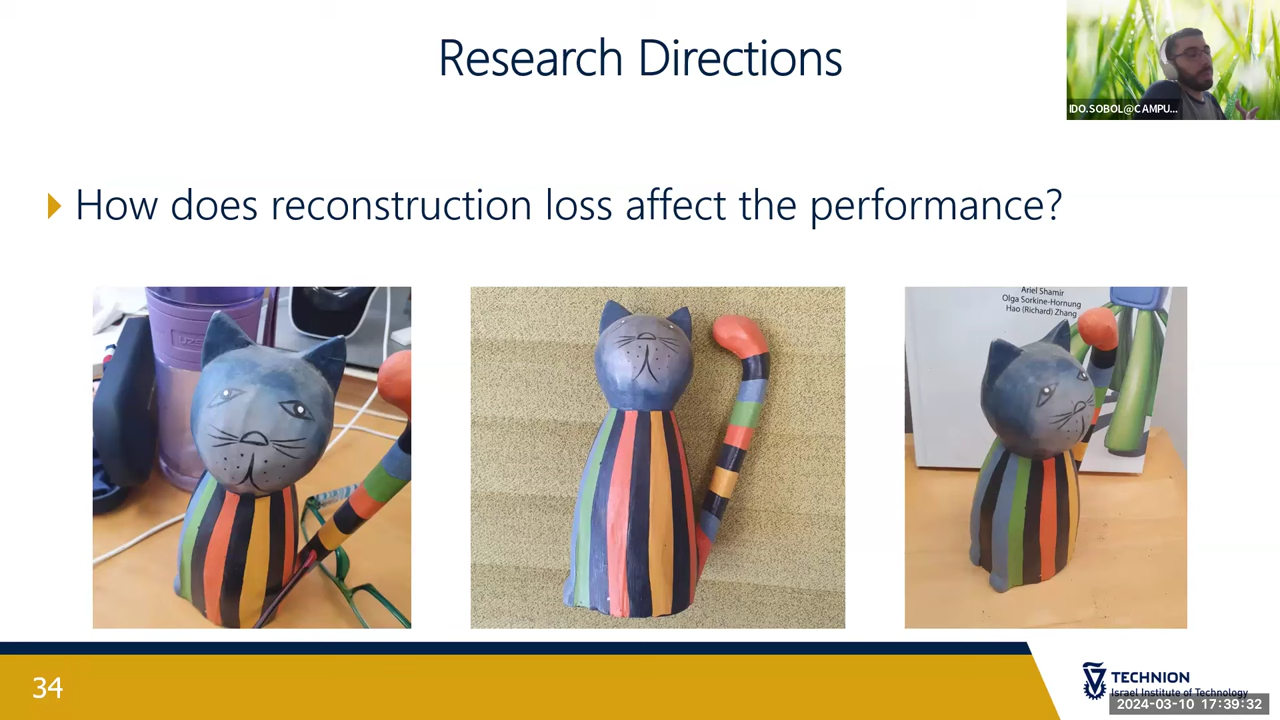 Research Directions
IDO.SOBOL@CAMPU...
How does reconstruction loss affect the performance?
Ariel Shamir
Olga Sorkine-Hornung
Hao (Richard) Zhang
34
TECHNION
Israel Institute of Technology
2024-03-10 17:39:32